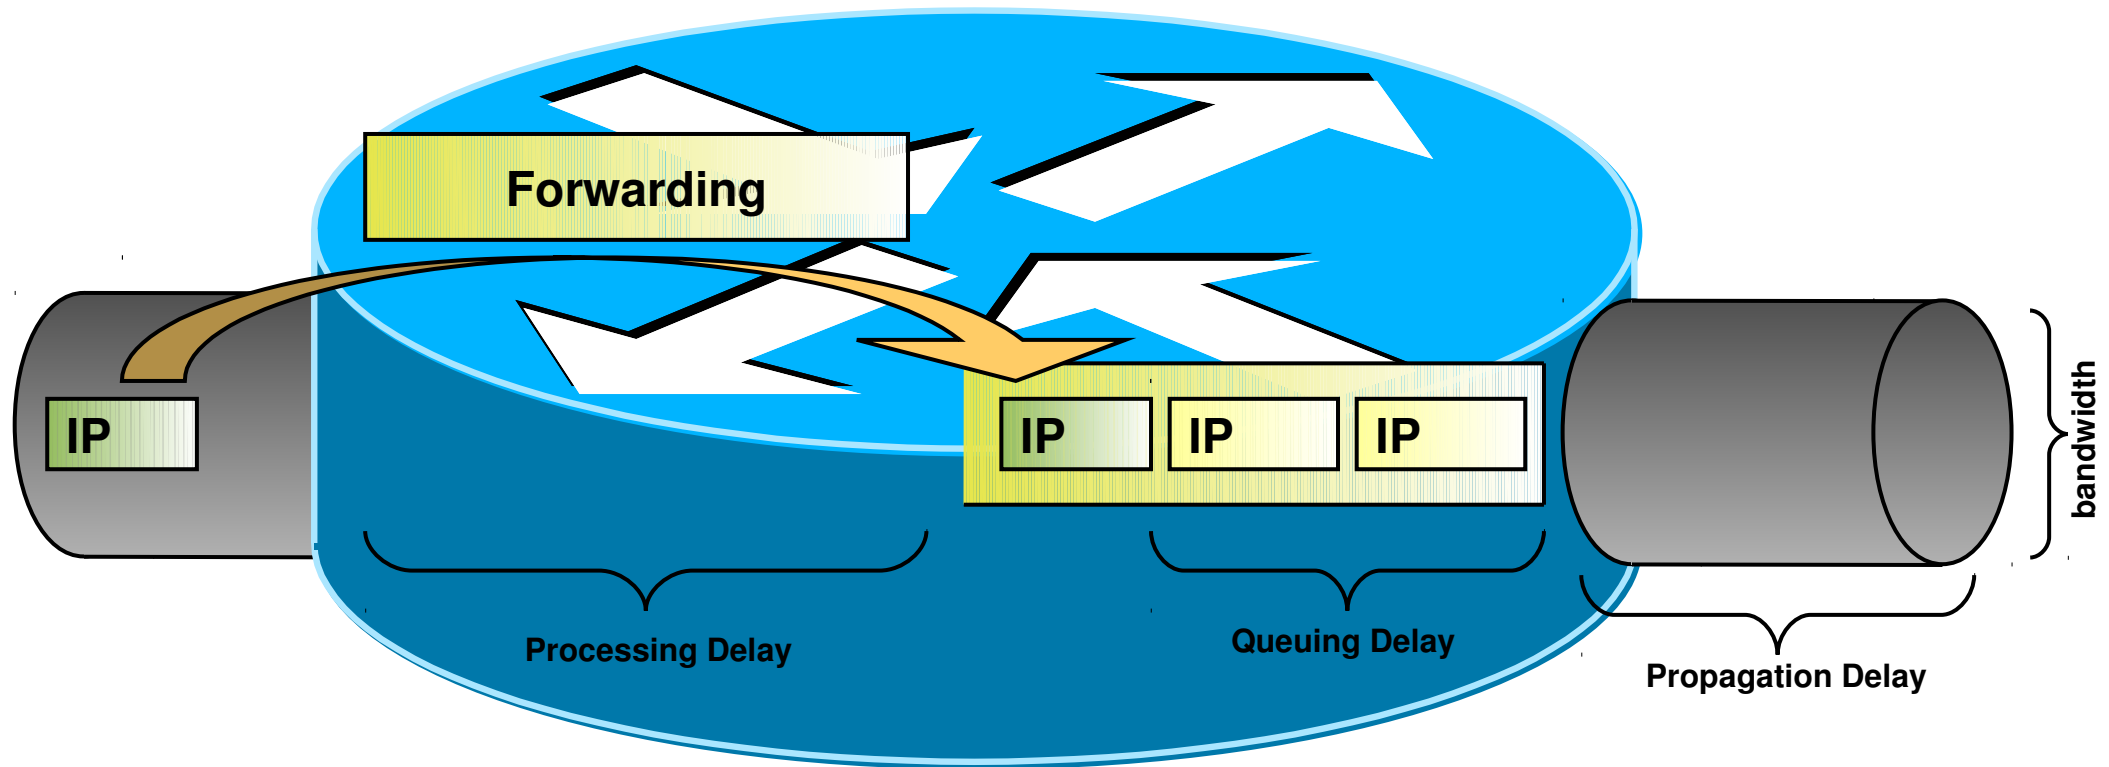 Forwarding
IP
IP
IP
IP
bandwidth
Processing Delay
Queuing Delay
Propagation Delay